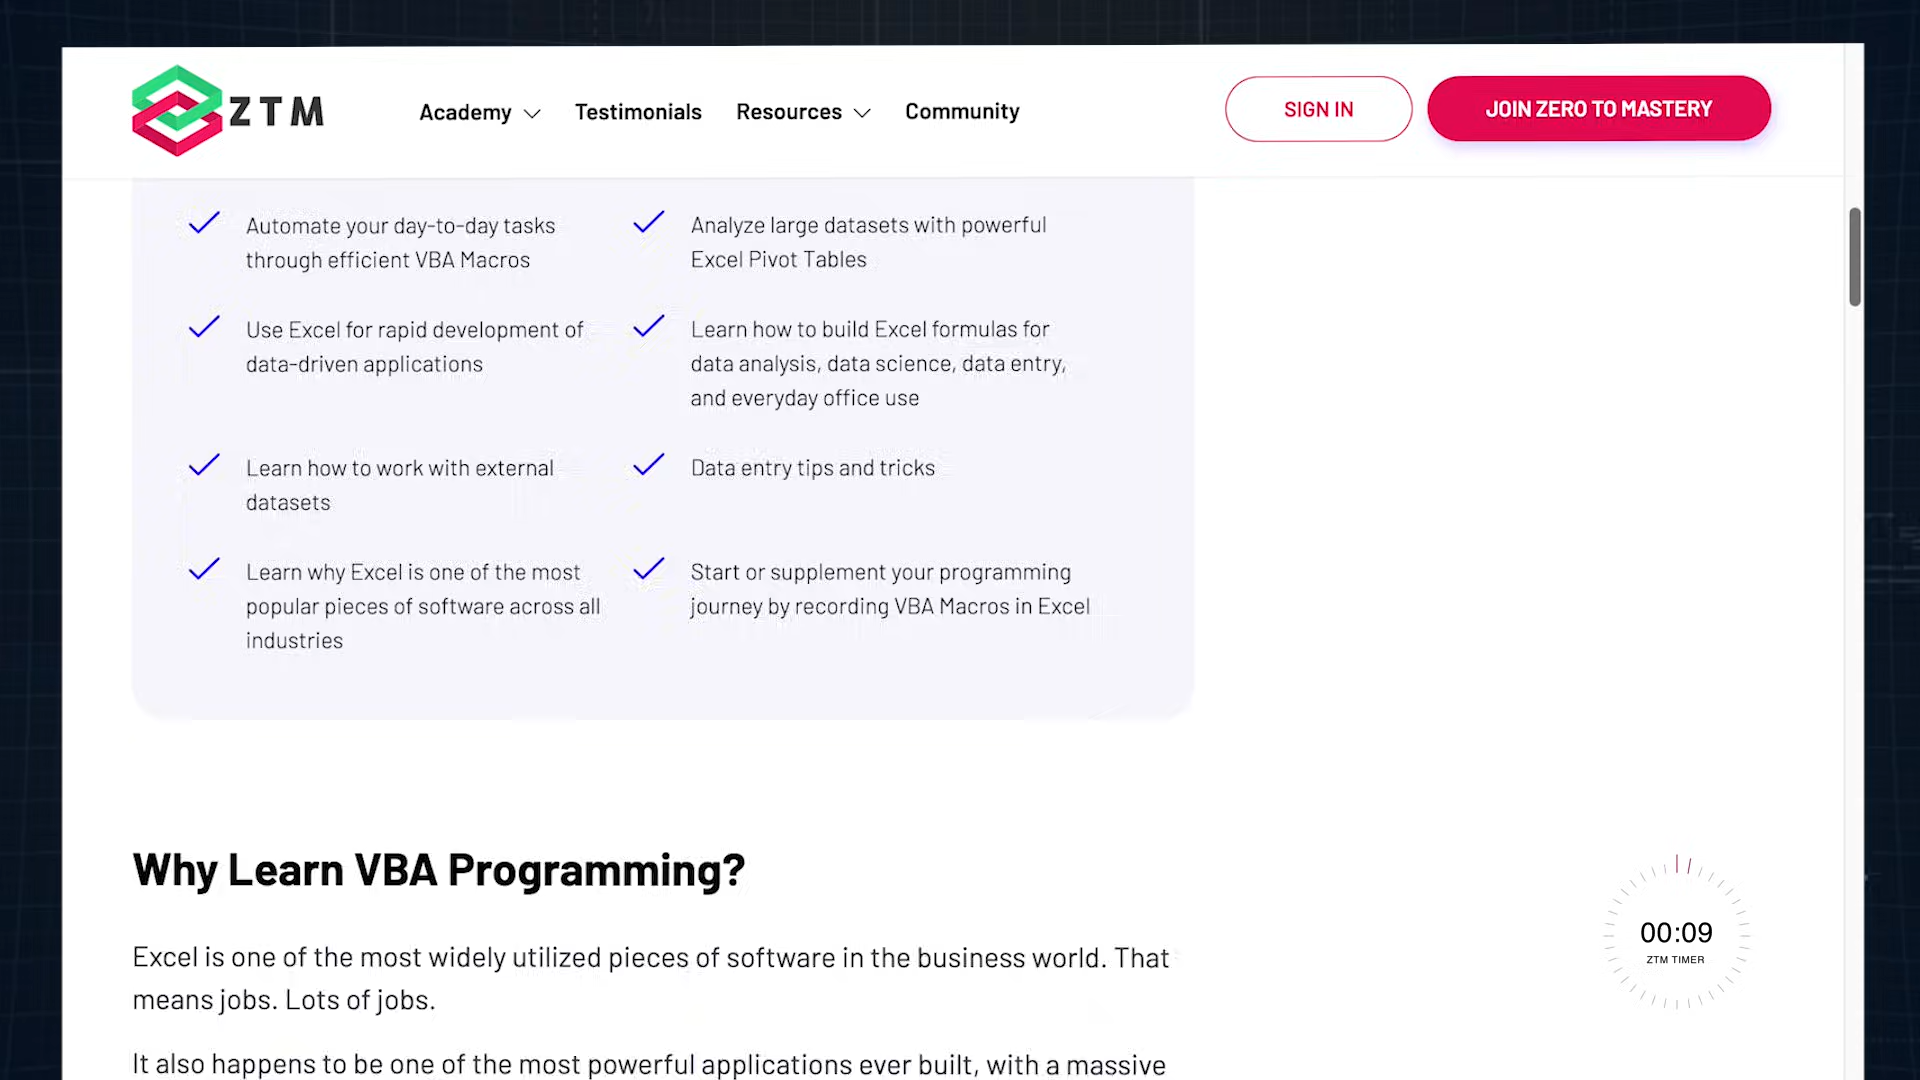 ZTM
Academy
Testimonials
Resources
Community
SIGN IN
JOIN ZERO TO MASTERY
Automate your day-to-day tasks
through efficient VBA Macros
Analyze large datasets with powerful
Excel Pivot Tables
Use Excel for rapid development of
data-driven applications
Learn how to build Excel formulas for
data analysis, data science, data entry,
and everyday office use
Learn how to work with external
datasets
Data entry tips and tricks
Learn why Excel is one of the most
popular pieces of software across all
industries
Start or supplement your programming
journey by recording VBA Macros in Excel
Why Learn VBA Programming?
Excel is one of the most widely utilized pieces of software in the business world. That
means jobs. Lots of jobs.
It also happens to be one of the most powerful applications ever built, with a massive
00:09
ZTM TIMER